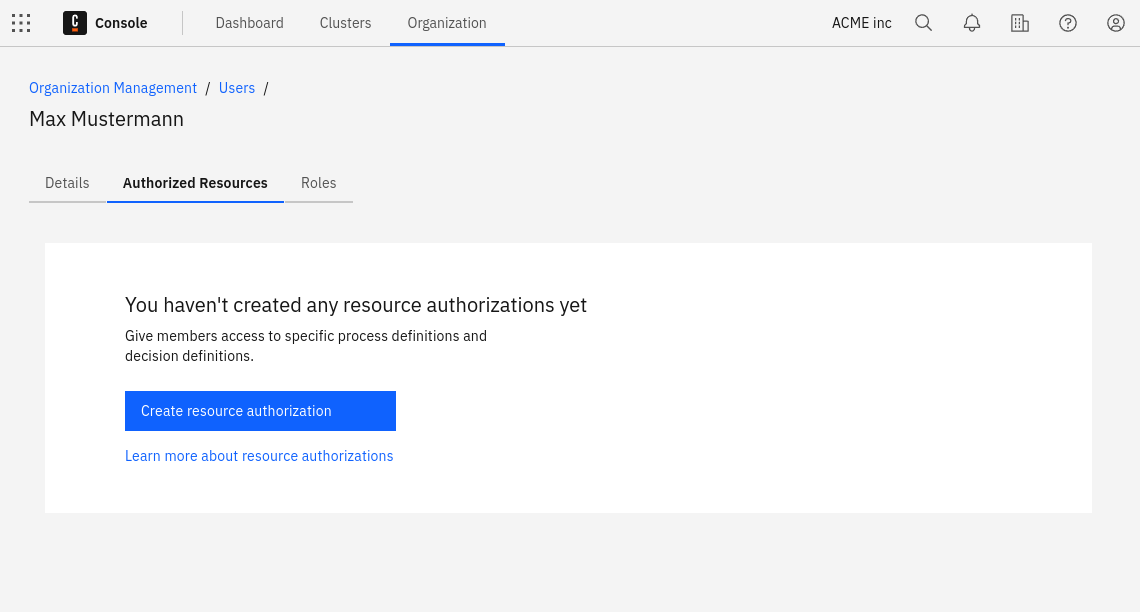 Console
Dashboard Clusters Organization ACME inc
Organization Management / Users /
Max Mustermann
Details Authorized Resources Roles
You haven't created any resource authorizations yet
Give members access to specific process definitions and
decision definitions.
Create resource authorization
Learn more about resource authorizations